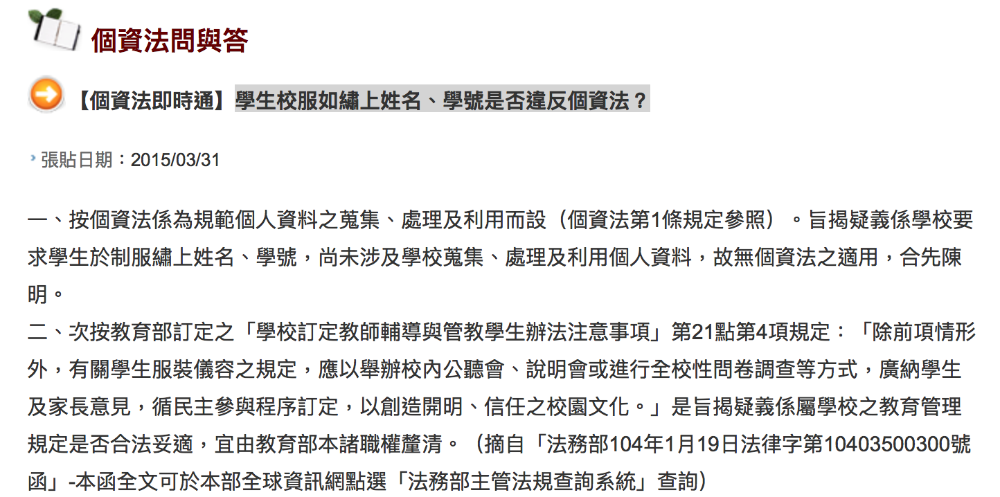 個資法問與答
【個資法即時通】學生校服如繡上姓名、學號是否違反個資法？
張貼日期：2015/03/31
一、按個資法係為規範個人資料之蒐集、處理及利用而設（個資法第1條規定參照）。旨揭疑義係學校要
求學生於制服繡上姓名、學號，尚未涉及學校蒐集、處理及利用個人資料，故無個資法之適用，合先陳
明。
二、次按教育部訂定之「學校訂定教師輔導與管教學生辦法注意事項」第21點第4項規定：「除前項情形
外，有關學生服裝儀容之規定，應以舉辦校內公聽會、說明會或進行全校性問卷調查等方式，廣納學生
及家長意見，循民主參與程序訂定，以創造開明、信任之校園文化。」是旨揭疑義係屬學校之教育管理
規定是否合法妥適，宜由教育部本諸職權釐清。（摘自「法務部104年1月19日法律字第10403500300號
函」-本函全文可於本部全球資訊網點選「法務部主管法規查詢系統」查詢）